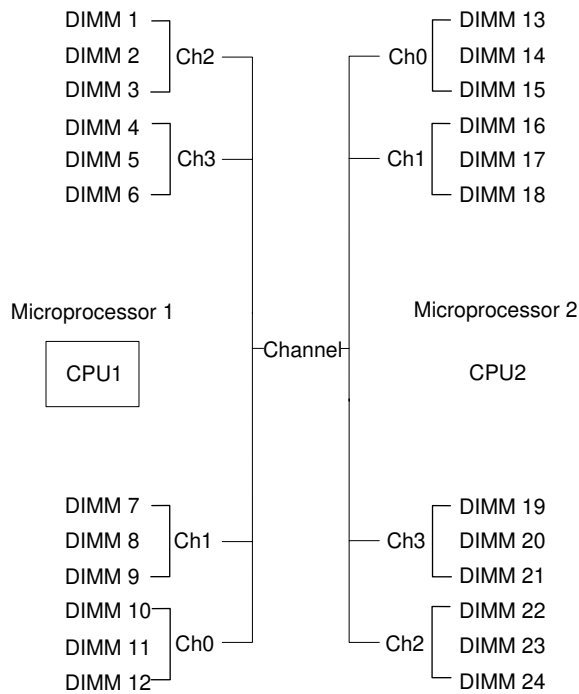 DIMM 1
DIMM 2
DIMM 3
Ch2
DIMM 4
DIMM 5
DIMM 6
Ch3
Microprocessor 1
CPU1
DIMM 7
DIMM 8
DIMM 9
Ch1
DIMM 10
DIMM 11
DIMM 12
Ch0
Channel
DIMM 13
DIMM 14
DIMM 15
Ch0
DIMM 16
DIMM 17
DIMM 18
Ch1
Microprocessor 2
CPU2
DIMM 19
DIMM 20
DIMM 21
Ch3
DIMM 22
DIMM 23
DIMM 24
Ch2